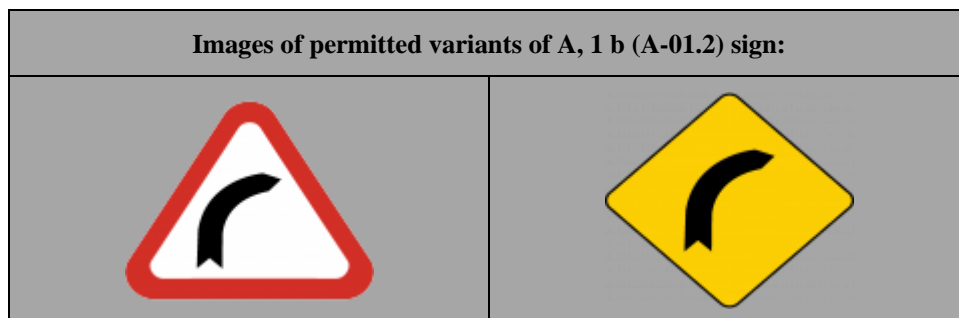 Images of permitted variants of A, 1 b (A-01.2) sign: